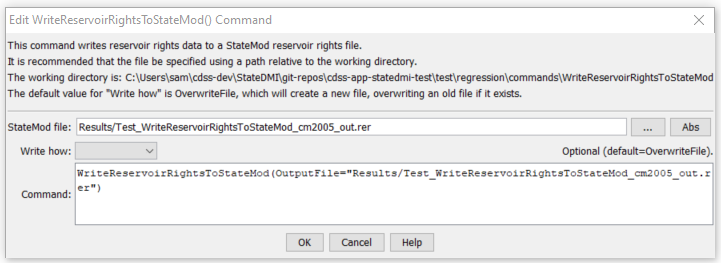 Edit WriteReservoirRightsToStateMod() Command
This command writes reservoir rights data to a StateMod reservoir rights file.
It is recommended that the file be specified using a path relative to the working directory.
The working directory is: C:\Users\sam\cdss-dev\StateDMI\git-repos\cdss-app-statedmi-test\test\regression\commands\WriteReservoirRightsToStateMod
The default value for "Write how" is OverwriteFile, which will create a new file, overwriting an old file if it exists.
StateMod file: Results/Test_WriteReservoirRightsToStateMod_cm2005_out.rer ... Abs
Write how: Optional (default=OverwriteFile).
WriteReservoirRightsToStateMod(OutputFile="Results/Test_WriteReservoirRightsToStateMod_cm2005_out.r
Command: er")
OK Cancel Help